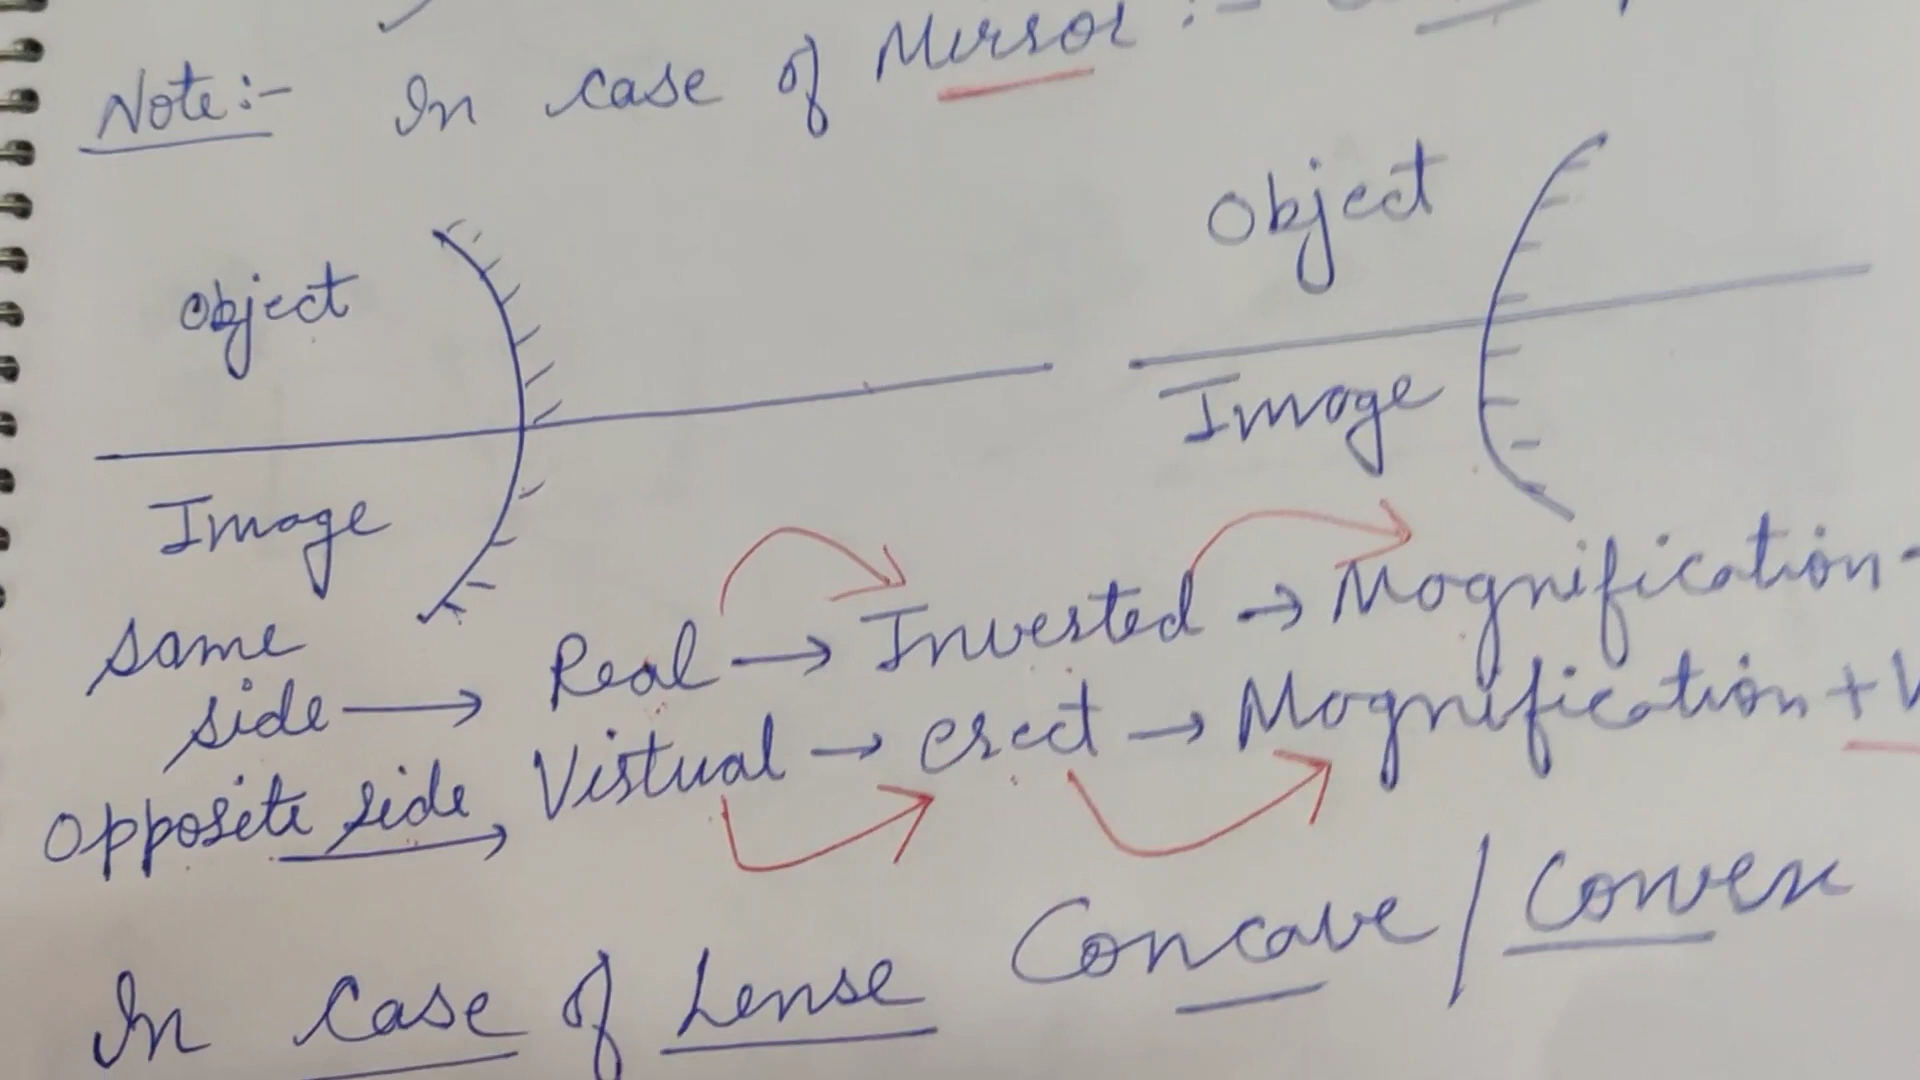 Note:- In case of Mirror :-
Object
Image
Object
Image
same
side → Real → Inverted → Magnification -
Opposite side → Virtual → erect → Magnification + V
In case of Lense Concave / Convex